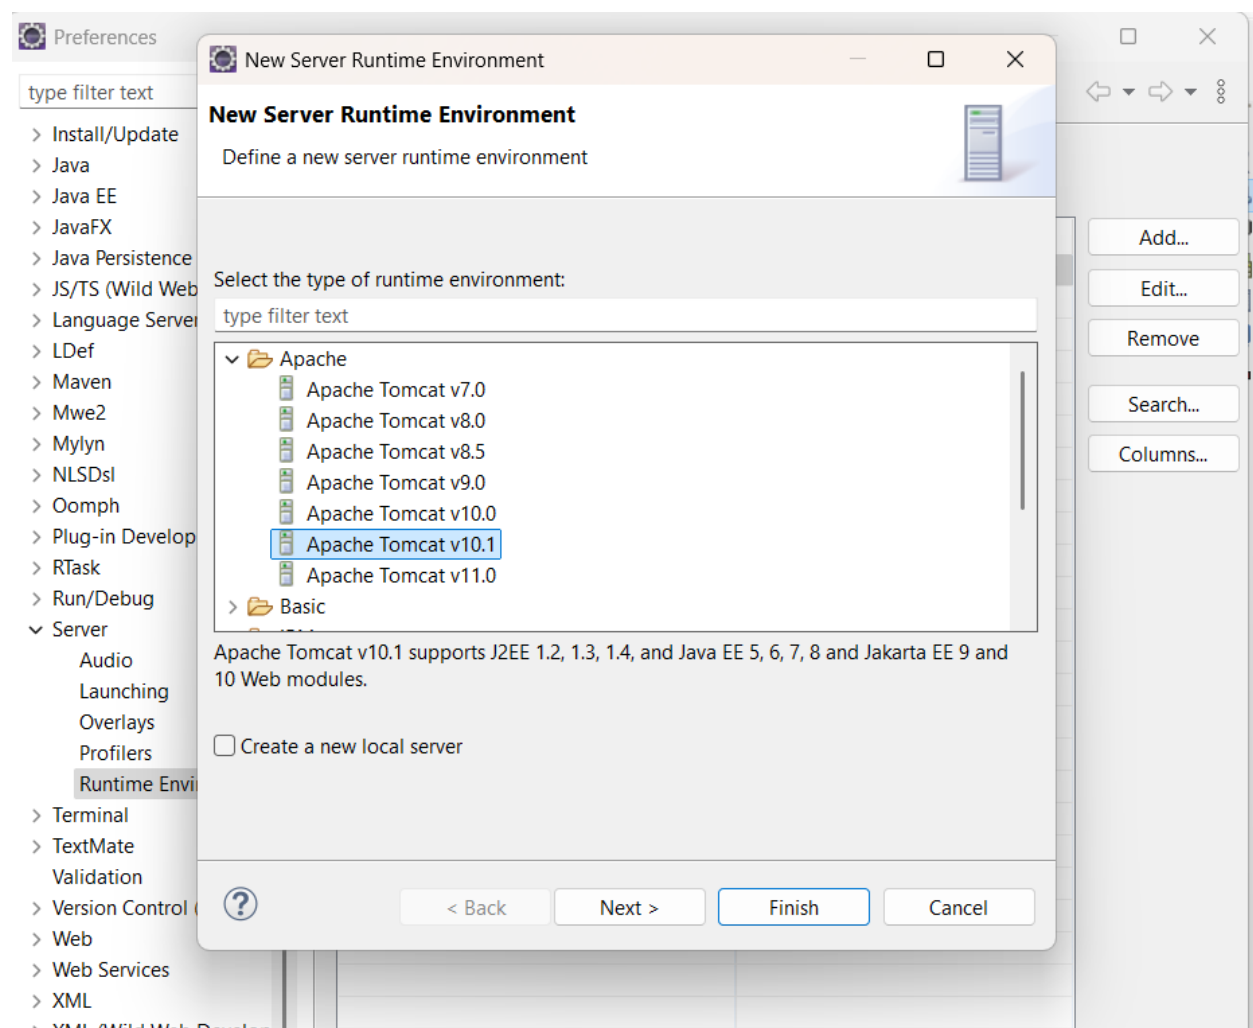 Preferences
type filter text
Install/Update
Java
Java EE
JavaFX
Java Persistence
JS/TS (Wild Web
Language Server
LDef
Maven
Mwe2
Mylyn
NLSDsl
Oomph
Plug-in Develop
RTask
Run/Debug
Server
Audio
Launching
Overlays
Profilers
Runtime Envi
Terminal
TextMate
Validation
Version Control (
Web
Web Services
XML
New Server Runtime Environment
New Server Runtime Environment
Define a new server runtime environment
Select the type of runtime environment:
type filter text
Apache
Apache Tomcat v7.0
Apache Tomcat v8.0
Apache Tomcat v8.5
Apache Tomcat v9.0
Apache Tomcat v10.0
Apache Tomcat v10.1
Apache Tomcat v11.0
Basic
Apache Tomcat v10.1 supports J2EE 1.2, 1.3, 1.4, and Java EE 5, 6, 7, 8 and Jakarta EE 9 and
10 Web modules.
Create a new local server
?
< Back
Next >
Finish
Cancel
Add...
Edit...
Remove
Search...
Columns...